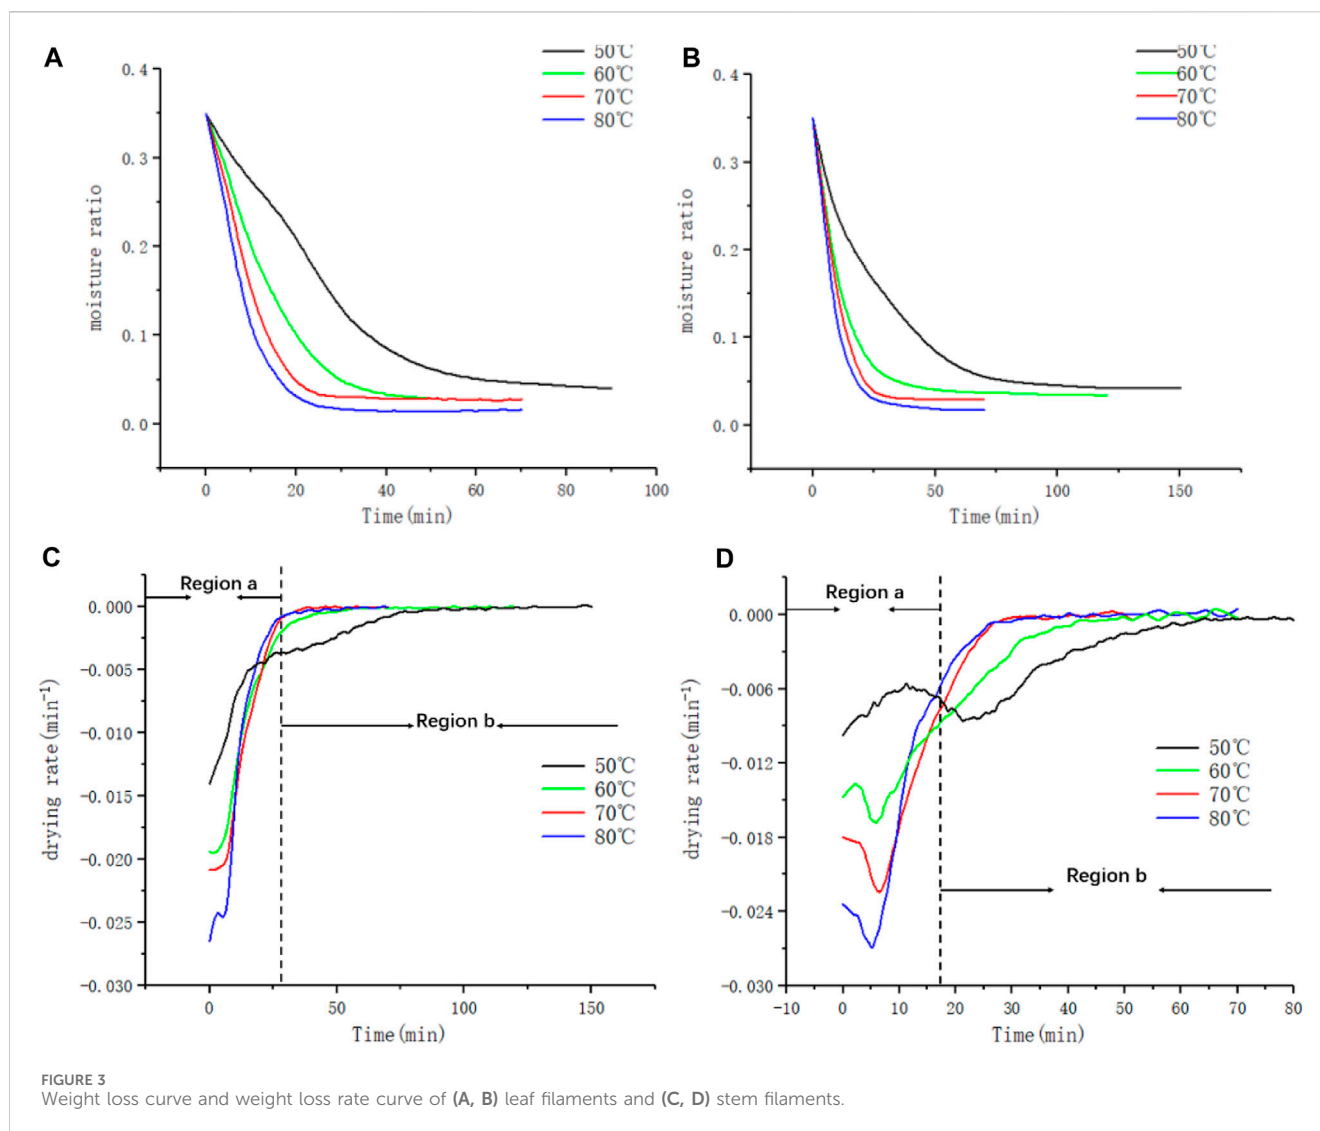 A
50℃
60℃
70℃
80℃
0.4
0.3
0.2
0.1
0.0
moisture ratio
0 20 40 60 80 100
Time(min)
B
50℃
60℃
70℃
80℃
0.4
0.3
0.2
0.1
0.0
moisture ratio
0 50 100 150
Time(min)
C
Region a
0.000
-0.005
-0.010
-0.015
-0.020
-0.025
-0.030
drying rate(min⁻¹)
Region b
50℃
60℃
70℃
80℃
0 50 100 150
Time(min)
D
Region a
0.000
-0.006
-0.012
-0.018
-0.024
-0.030
drying rate(min⁻¹)
50℃
60℃
70℃
80℃
Region b
-10 0 10 20 30 40 50 60 70 80
Time(min)
FIGURE 3
Weight loss curve and weight loss rate curve of (A, B) leaf filaments and (C, D) stem filaments.